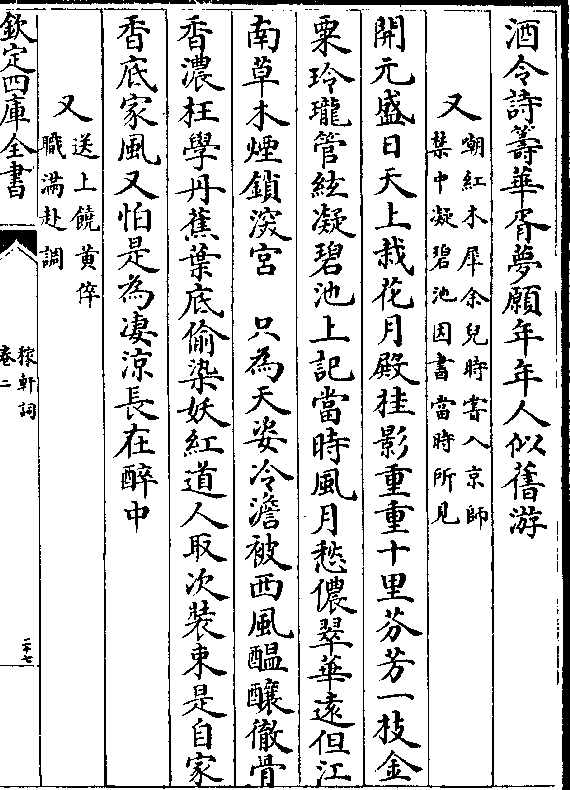 酒令詩籌華胥夢願年年人似舊游
又
嘲紅木犀余兒時嘗入京師
禁中凝碧池因書當時所見
開元盛日天上栽花月殿桂影重重十里芬芳一枝金
粟玲瓏管絃凝碧池上記當時風月愁儂翠華遠但江
南草木煙鎖深宮　只為天姿冷澹被西風醖釀徹骨
香濃枉學丹蕉葉底偷染妖紅道人取次裝束是自家
香底家風又怕是為凄涼長在醉中
又
送上饒黃倅
職滿赴調
欽定四庫全書
稼軒詞
卷二
二十七